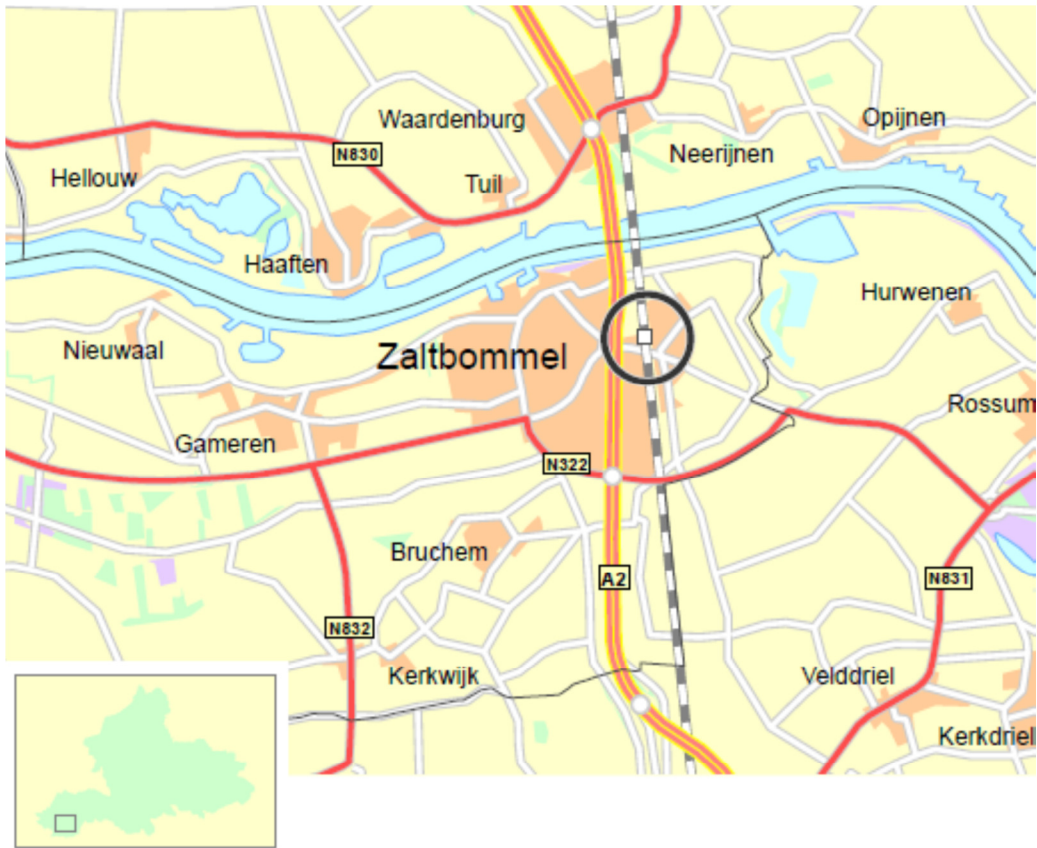 Waardenburg
Opijnen
N830
Neerijnen
Hellouw
Tuil
Haaften
Hurwenen
Nieuwaal
Zaltbommel
Rossum
Gameren
N322
Bruchem
A2
N831
N832
Kerkwijk
Velddriel
Kerkdriel